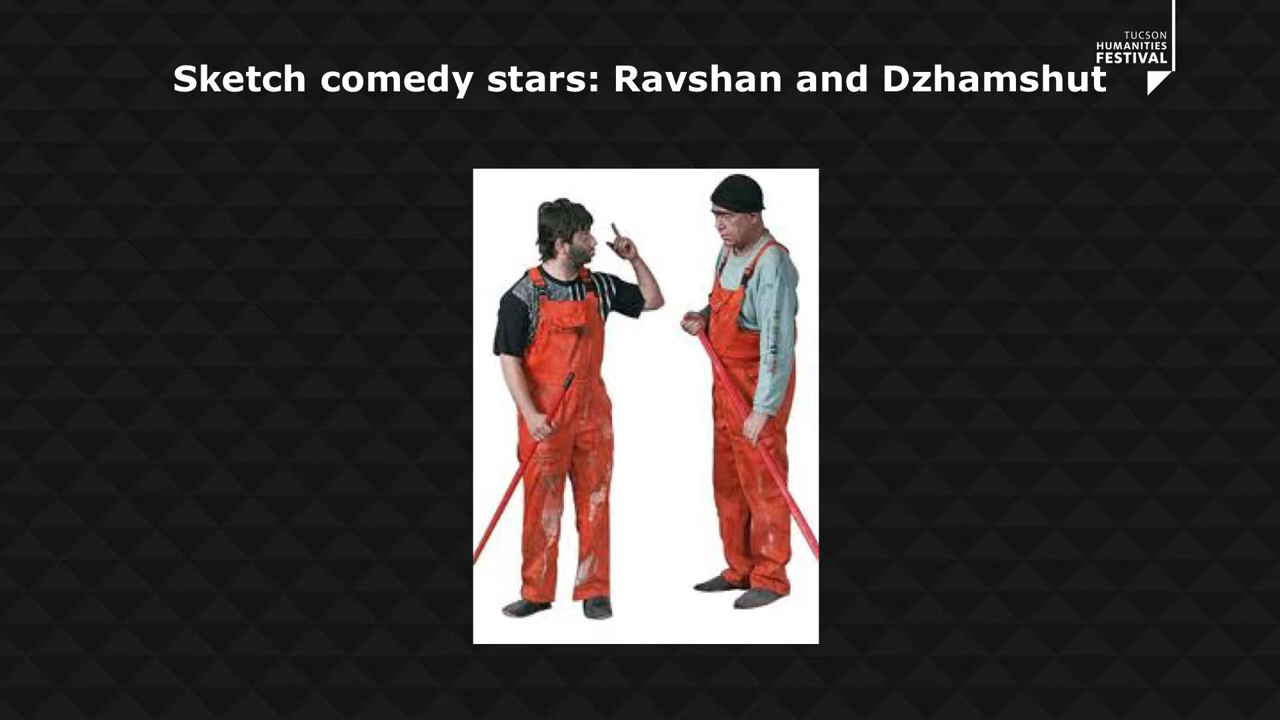 TUCSON
HUMANITIES
FESTIVAL
Sketch comedy stars: Ravshan and Dzhamshut